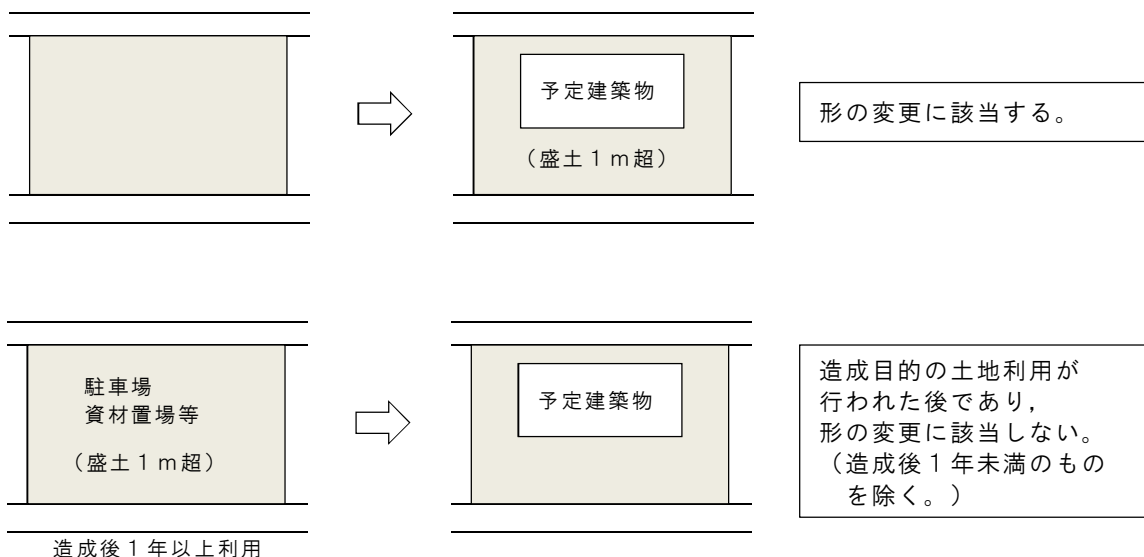 予定建築物
（盛土１ｍ超）
形の変更に該当する。
駐車場
資材置場等
（盛土１ｍ超）
造成後１年以上利用
予定建築物
造成目的の土地利用が
行われた後であり，
形の変更に該当しない。
（造成後１年未満のもの
を除く。）